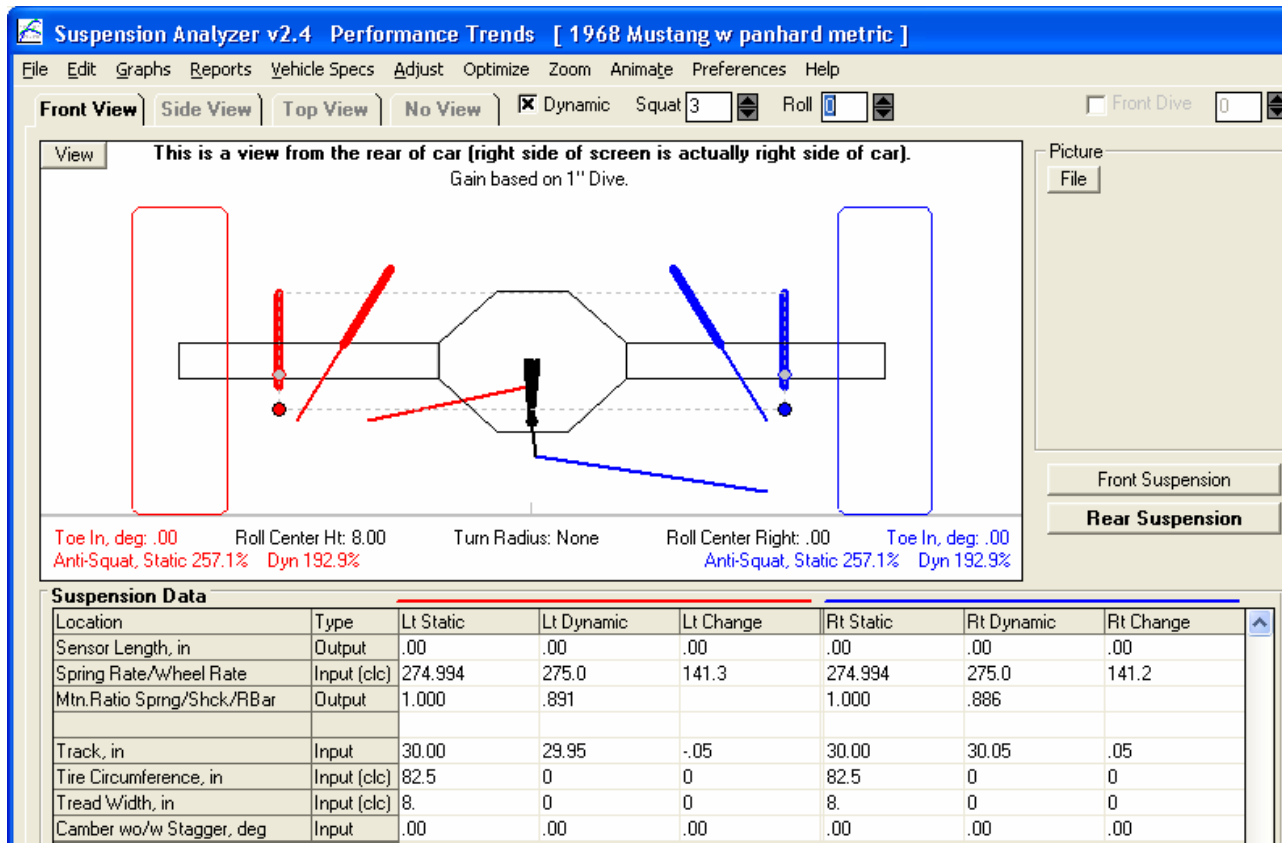 Suspension Analyzer v2.4 Performance Trends [ 1968 Mustang w panhard metric ]
File Edit Graphs Reports Vehicle Specs Adjust Optimize Zoom Animate Preferences Help
Front View Side View Top View No View Dynamic Squat 3 Roll 0 Front Dive 0
View This is a view from the rear of car (right side of screen is actually right side of car).
Gain based on 1" Dive.
Picture
File
Front Suspension
Rear Suspension
Toe In, deg: .00 Roll Center Ht: 8.00 Turn Radius: None Roll Center Right: .00 Toe In, deg: .00
Anti-Squat, Static 257.1% Dyn 192.9% Anti-Squat, Static 257.1% Dyn 192.9%
Suspension Data
Location Type Lt Static Lt Dynamic Lt Change Rt Static Rt Dynamic Rt Change
Sensor Length, in Output .00 .00 .00 .00 .00 .00
Spring Rate/Wheel Rate Input (clc) 274.994 275.0 141.3 274.994 275.0 141.2
Mtn.Ratio Sprng/Shck/RBar Output 1.000 .891 1.000 .886
Track, in Input 30.00 29.95 -.05 30.00 30.05 .05
Tire Circumference, in Input (clc) 82.5 0 0 82.5 0 0
Tread Width, in Input (clc) 8. 0 0 8. 0 0
Camber wo/w Stagger, deg Input .00 .00 .00 .00 .00 .00